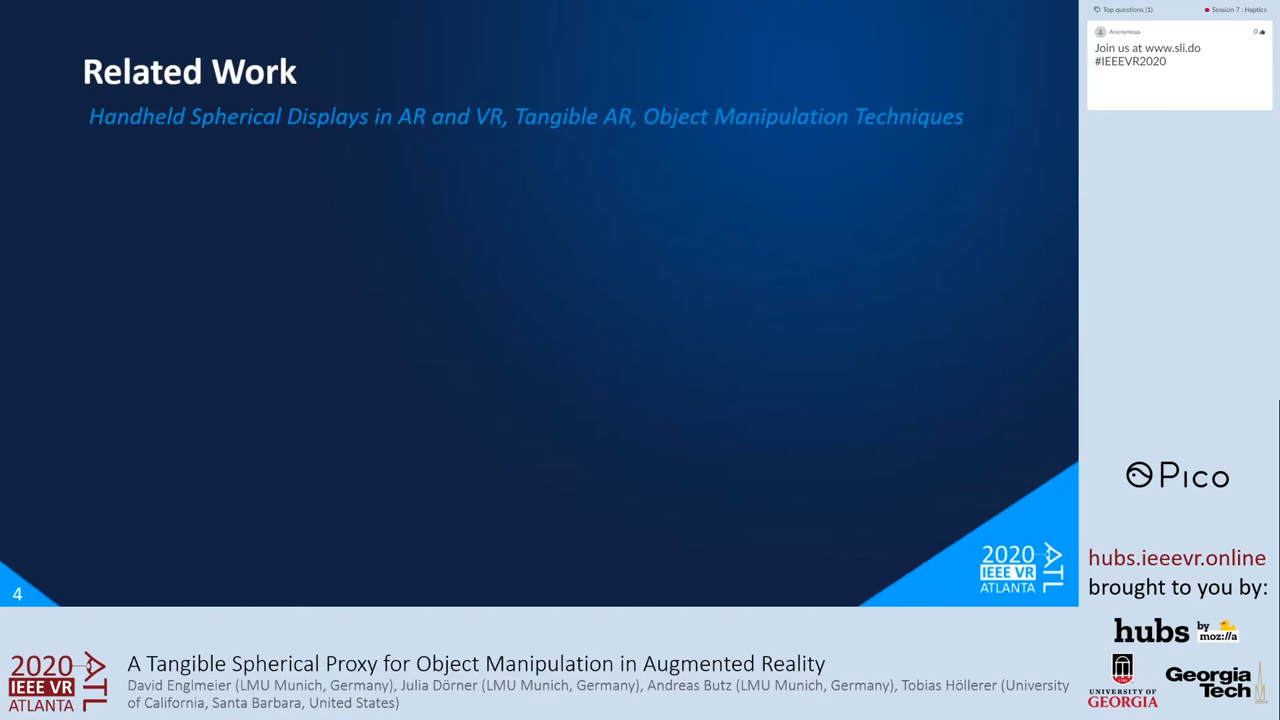 Related Work
Handheld Spherical Displays in AR and VR, Tangible AR, Object Manipulation Techniques
4
2020
IEEE VR
ATLANTA
ATL
Top questions (1)
Session 7 : Haptics
Anonymous
0
Join us at www.sli.do
#IEEEVR2020
Pico
hubs.ieeevr.online
brought to you by:
hubs by moz://a
UNIVERSITY OF
GEORGIA
Georgia
Tech
2020
IEEE VR
ATLANTA
ATL
A Tangible Spherical Proxy for Object Manipulation in Augmented Reality
David Englmeier (LMU Munich, Germany), Julia Dörner (LMU Munich, Germany), Andreas Butz (LMU Munich, Germany), Tobias Höllerer (University
of California, Santa Barbara, United States)